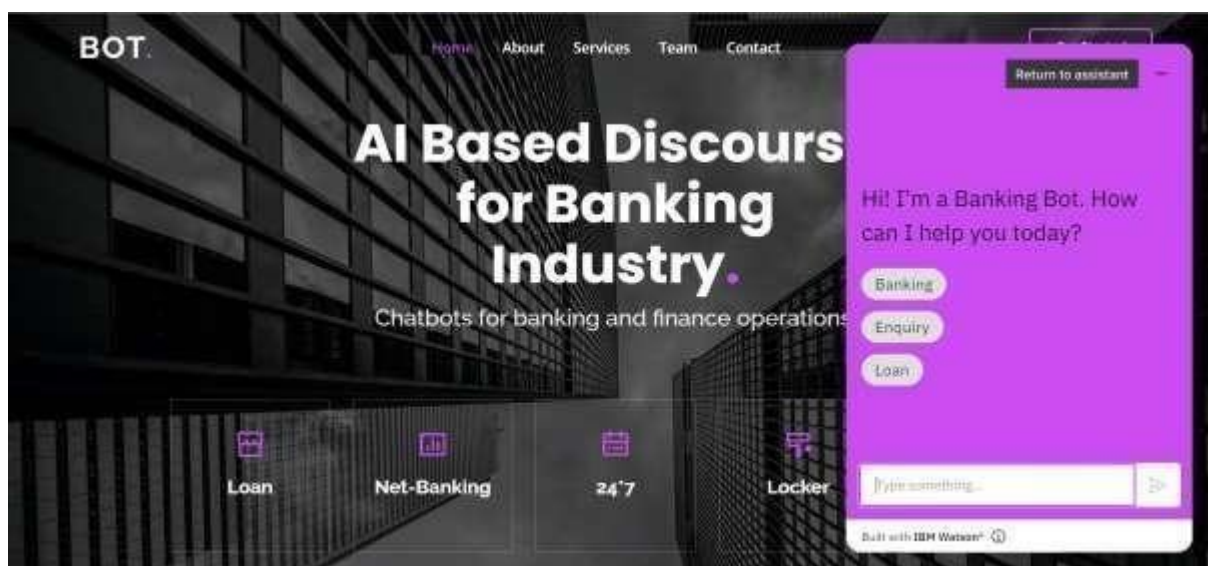 BOT.
Home About Services Team Contact
Return to assistant
AI Based Discours
for Banking
Industry.
Chatbots for banking and finance operations
Hi! I'm a Banking Bot. How
can I help you today?
Banking
Enquiry
Loan
Loan Net-Banking 24*7 Locker
Type something...
Built with IBM Watson®